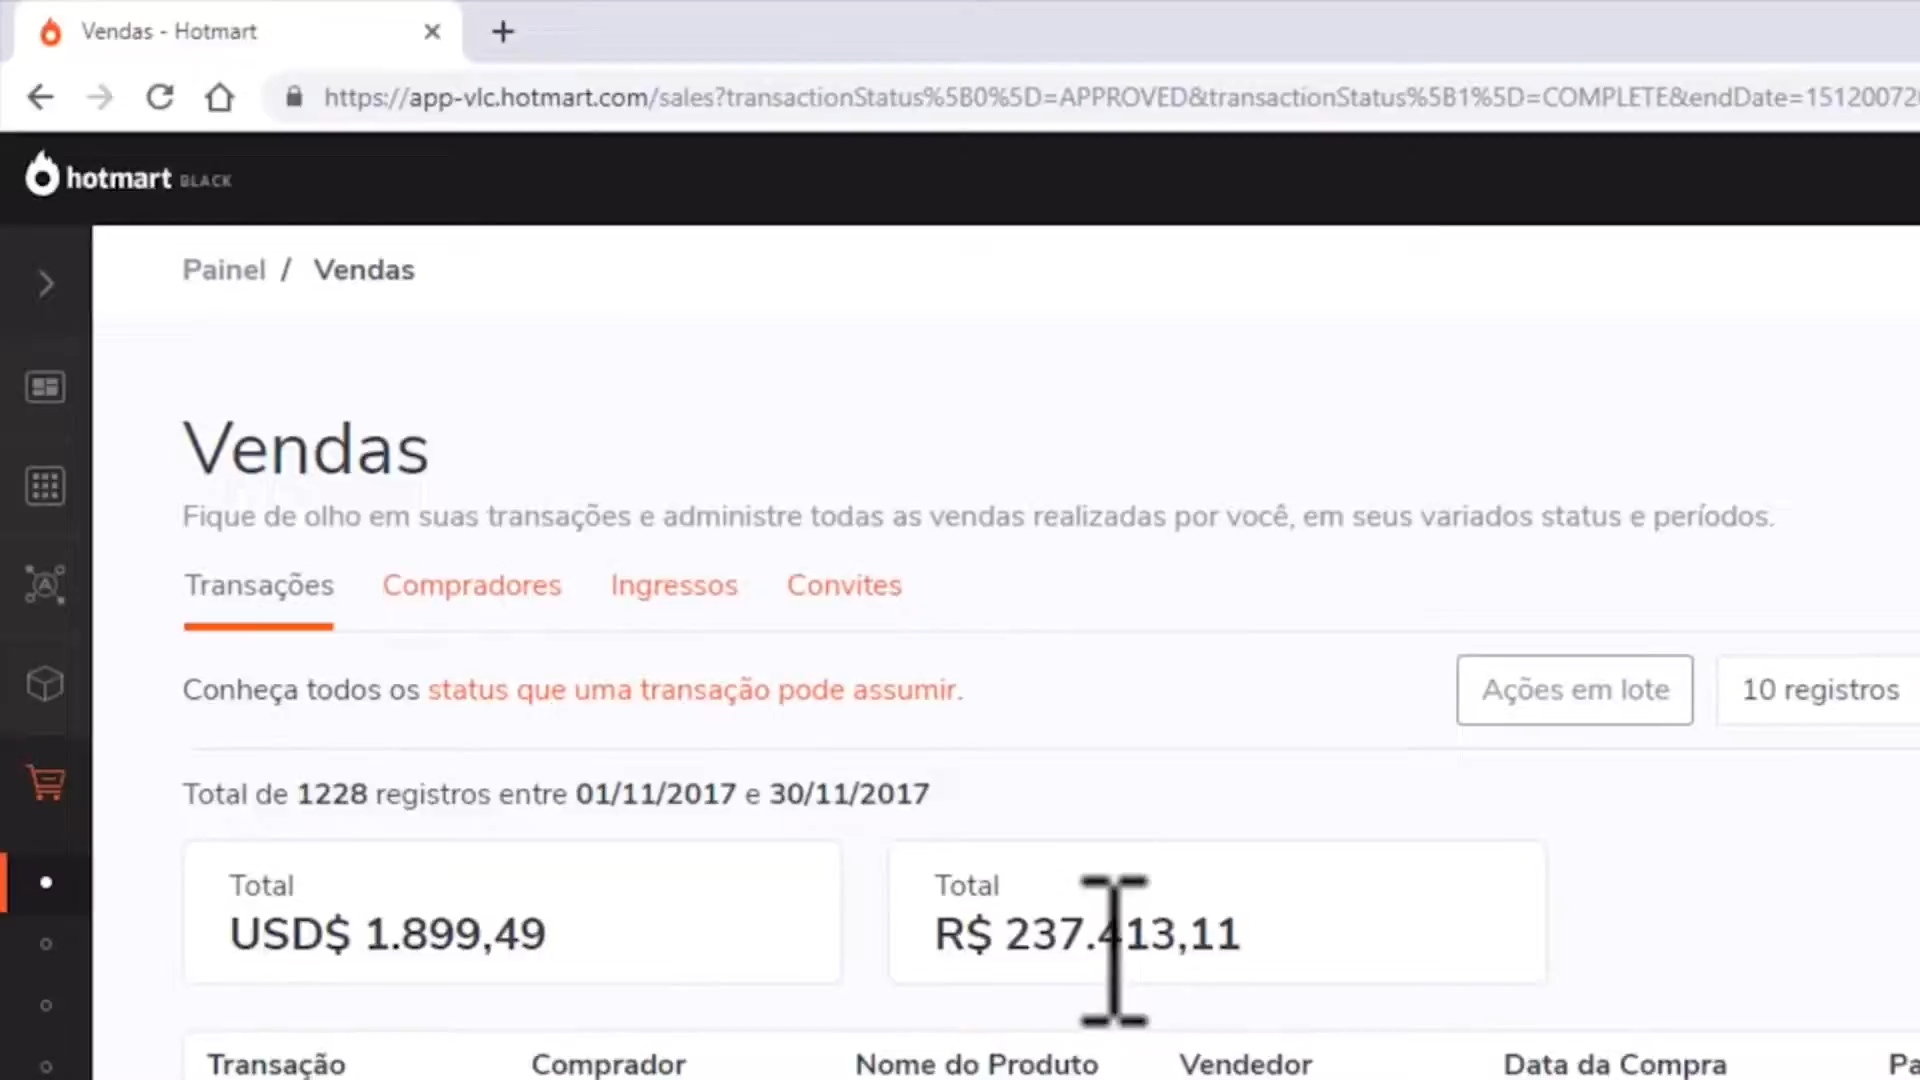 Vendas - Hotmart
https://app-vlc.hotmart.com/sales?transactionStatus%5B0%5D=APPROVED&transactionStatus%5B1%5D=COMPLETE&endDate=15120072
hotmart BLACK
Painel / Vendas
Vendas
Fique de olho em suas transações e administre todas as vendas realizadas por você, em seus variados status e períodos.
Transações Compradores Ingressos Convites
Conheça todos os status que uma transação pode assumir.
Ações em lote 10 registros
Total de 1228 registros entre 01/11/2017 e 30/11/2017
Total Total
USD$ 1.899,49 R$ 237.413,11
Transação Comprador Nome do Produto Vendedor Data da Compra